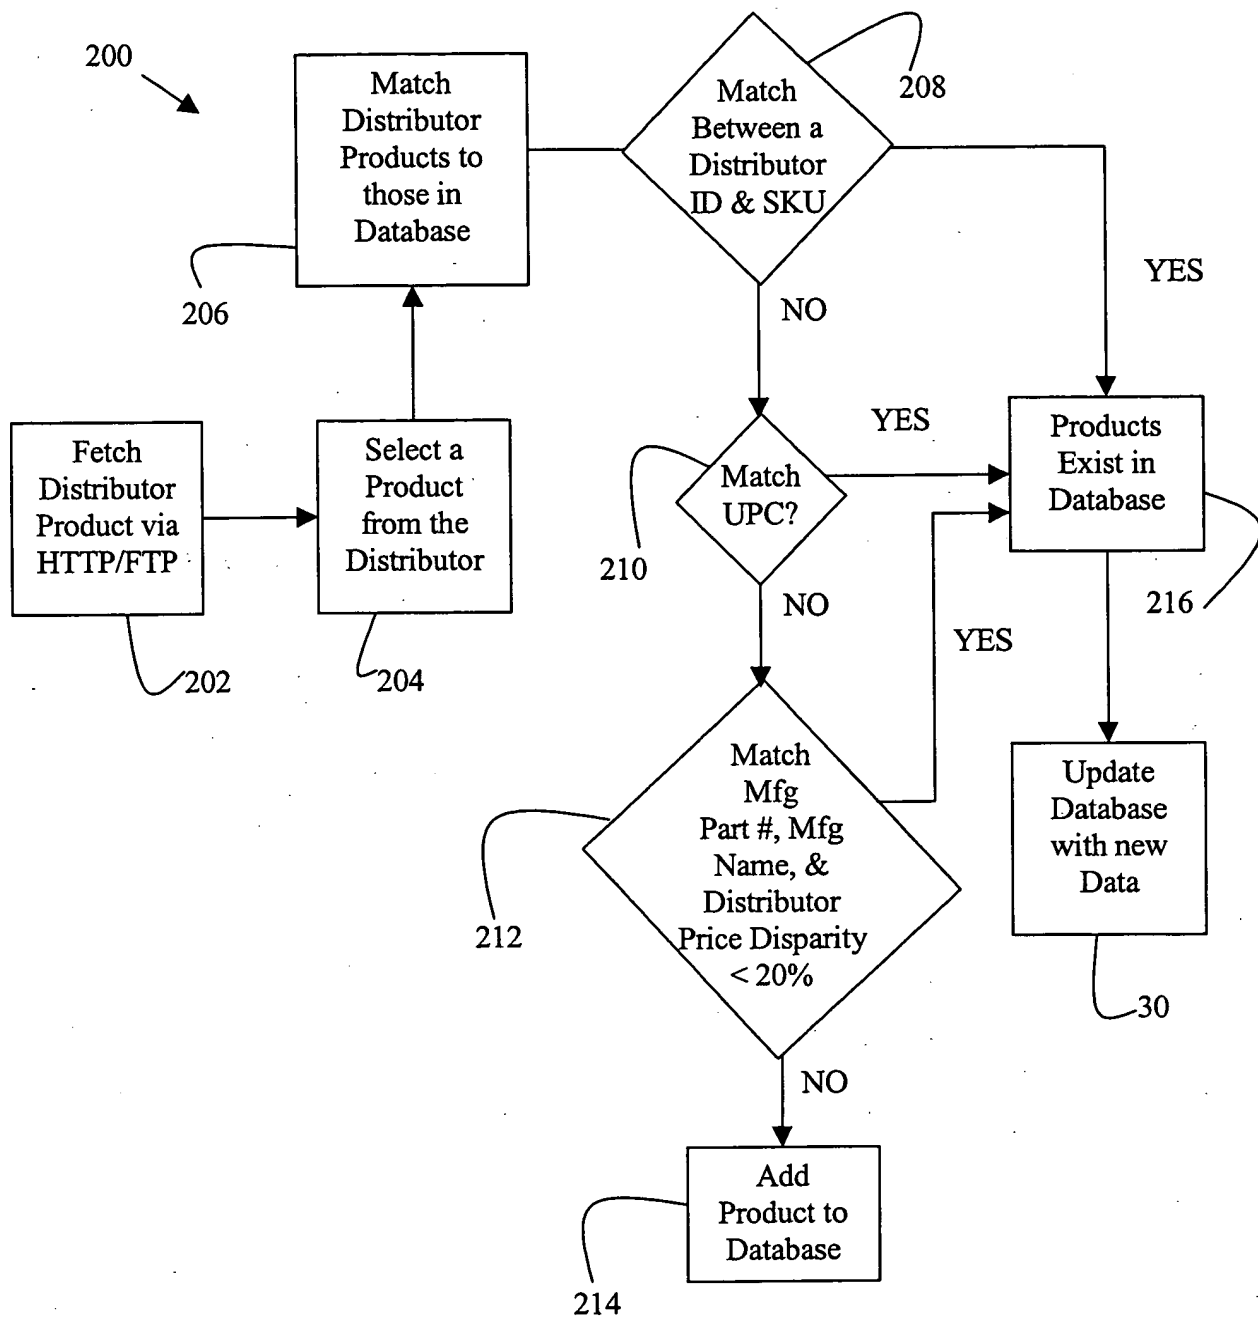 200
Match
Distributor
Products to
those in
Database
206
Match
Between a
Distributor
ID & SKU
208
YES
NO
Fetch
Distributor
Product via
HTTP/FTP
202
Select a
Product
from the
Distributor
204
Match
UPC?
210
YES
NO
Products
Exist in
Database
216
YES
Match
Mfg
Part #, Mfg
Name, &
Distributor
Price Disparity
< 20%
212
Update
Database
with new
Data
30
NO
Add
Product to
Database
214